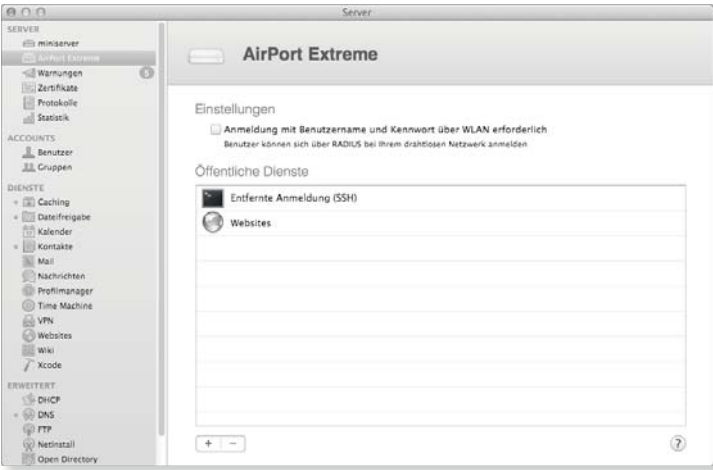 Server
SERVER
miniserver
AirPort Extreme
Warnungen
5
Zertifikate
Protokolle
Statistik
ACCOUNTS
Benutzer
Gruppen
DIENSTE
Caching
Dateifreigabe
Kalender
Kontakte
Mail
Nachrichten
Profilmanager
Time Machine
VPN
Websites
Wiki
Xcode
ERWEITERT
DHCP
DNS
FTP
NetInstall
Open Directory
AirPort Extreme
Einstellungen
Anmeldung mit Benutzername und Kennwort über WLAN erforderlich
Benutzer können sich über RADIUS bei Ihrem drahtlosen Netzwerk anmelden
Öffentliche Dienste
Entfernte Anmeldung (SSH)
Websites
+ −
?